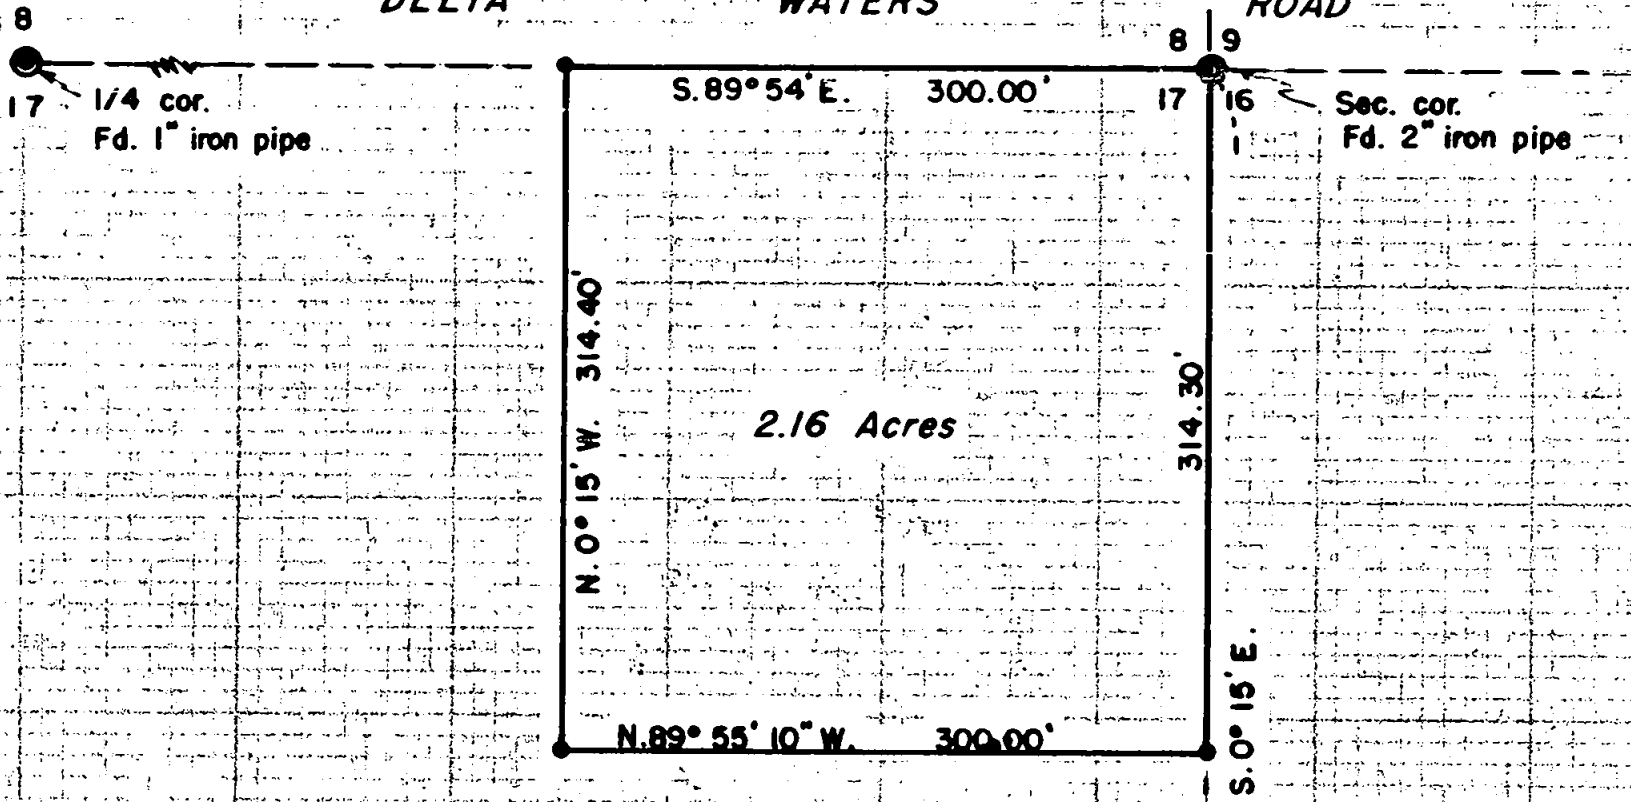 DELTA WATERS ROAD
8
8 9
17
17 16
1/4 cor.
Fd. 1" iron pipe
S. 89° 54' E. 300.00'
Sec. cor.
Fd. 2" iron pipe
N. 0° 15' W. 314.40'
2.16 Acres
314.30'
S. 0° 15' E.
N. 89° 55' 10" W. 300.00'